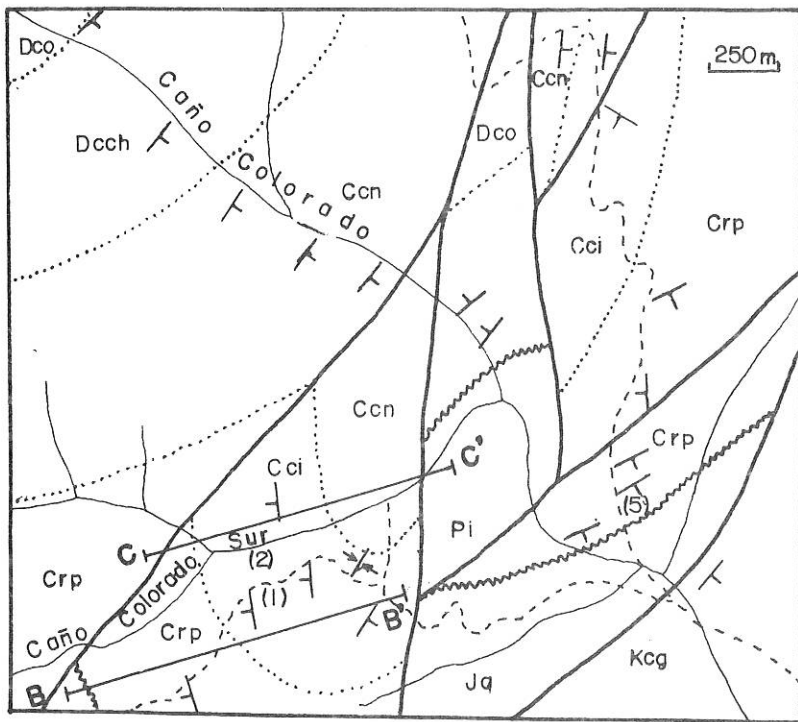 Dco
Ccn
250 m
Caño
Colorado
Dcch
Dco
Ccn
Cci
Crp
Ccn
Cci
Crp
C'
Sur
(2)
Pi
(5)
C
Colorado
Crp
(1)
Caño
Crp
B'
B
Jq
Kcg